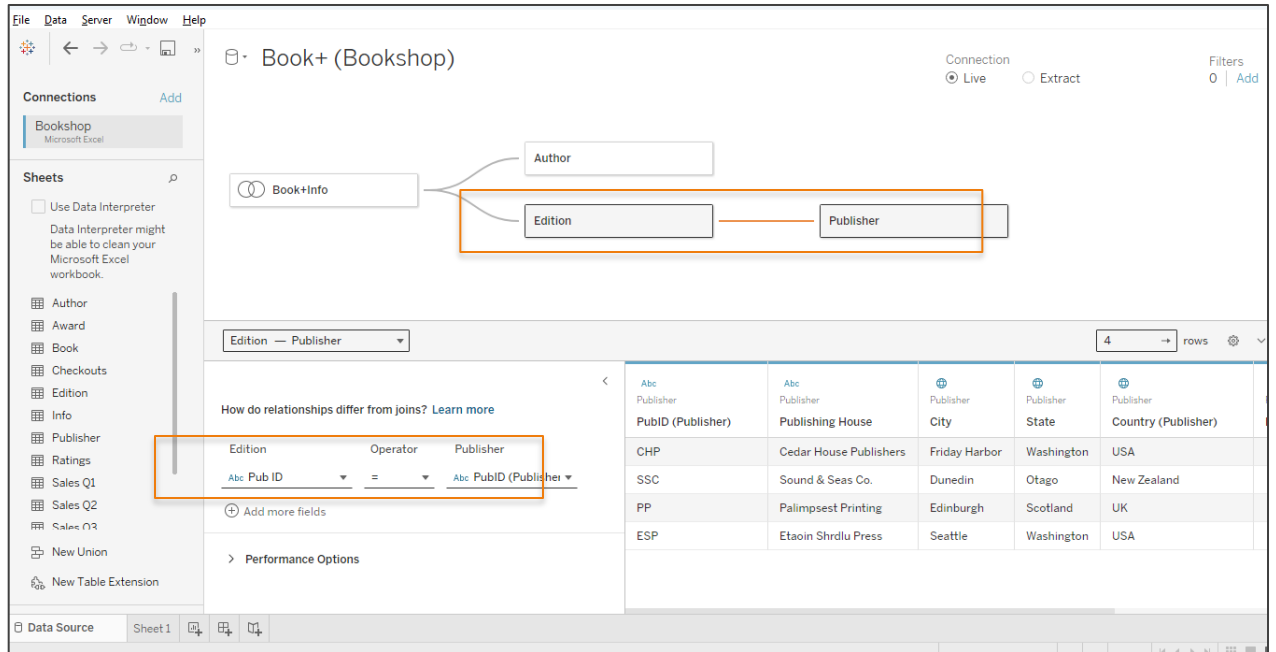 File Data Server Window Help
»
Book+ (Bookshop)
Connection
Live Extract
Filters
0 Add
Connections Add
Bookshop
Microsoft Excel
Sheets
Use Data Interpreter
Data Interpreter might
be able to clean your
Microsoft Excel
workbook.
Author
Award
Book
Checkouts
Edition
Info
Publisher
Ratings
Sales Q1
Sales Q2
Sales Q3
New Union
New Table Extension
Book+Info
Author
Edition
Publisher
Edition — Publisher
4 → rows
How do relationships differ from joins? Learn more
Edition Operator Publisher
Abc Pub ID = Abc PubID (Publisher
Add more fields
Performance Options
Abc Abc
Publisher Publisher Publisher Publisher Publisher
PubID (Publisher) Publishing House City State Country (Publisher)
CHP Cedar House Publishers Friday Harbor Washington USA
SSC Sound & Seas Co. Dunedin Otago New Zealand
PP Palimpsest Printing Edinburgh Scotland UK
ESP Etaoin Shrdlu Press Seattle Washington USA
Data Source Sheet 1